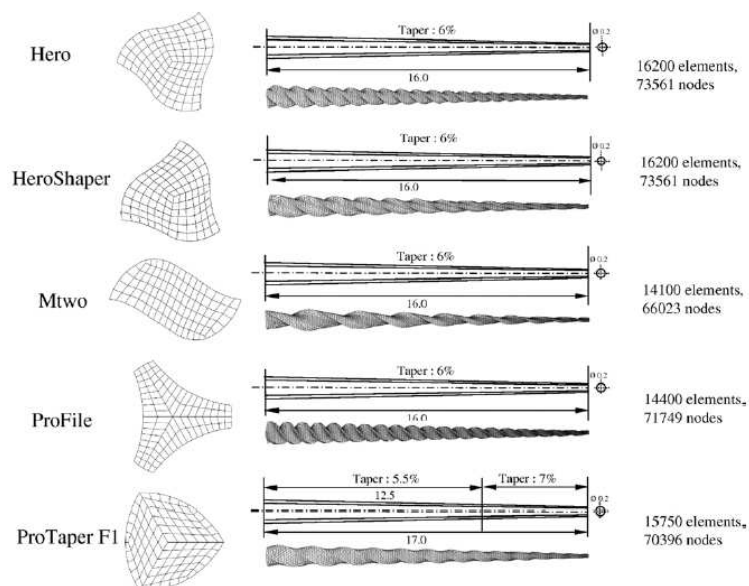 Hero
Taper : 6%
Ø 0.2
16.0
16200 elements,
73561 nodes
HeroShaper
Taper : 6%
Ø 0.2
16.0
16200 elements,
73561 nodes
Mtwo
Taper : 6%
Ø 0.2
16.0
14100 elements,
66023 nodes
ProFile
Taper : 6%
Ø 0.2
16.0
14400 elements,
71749 nodes
ProTaper F1
Taper : 5.5%
Taper : 7%
12.5
Ø 0.2
17.0
15750 elements,
70396 nodes